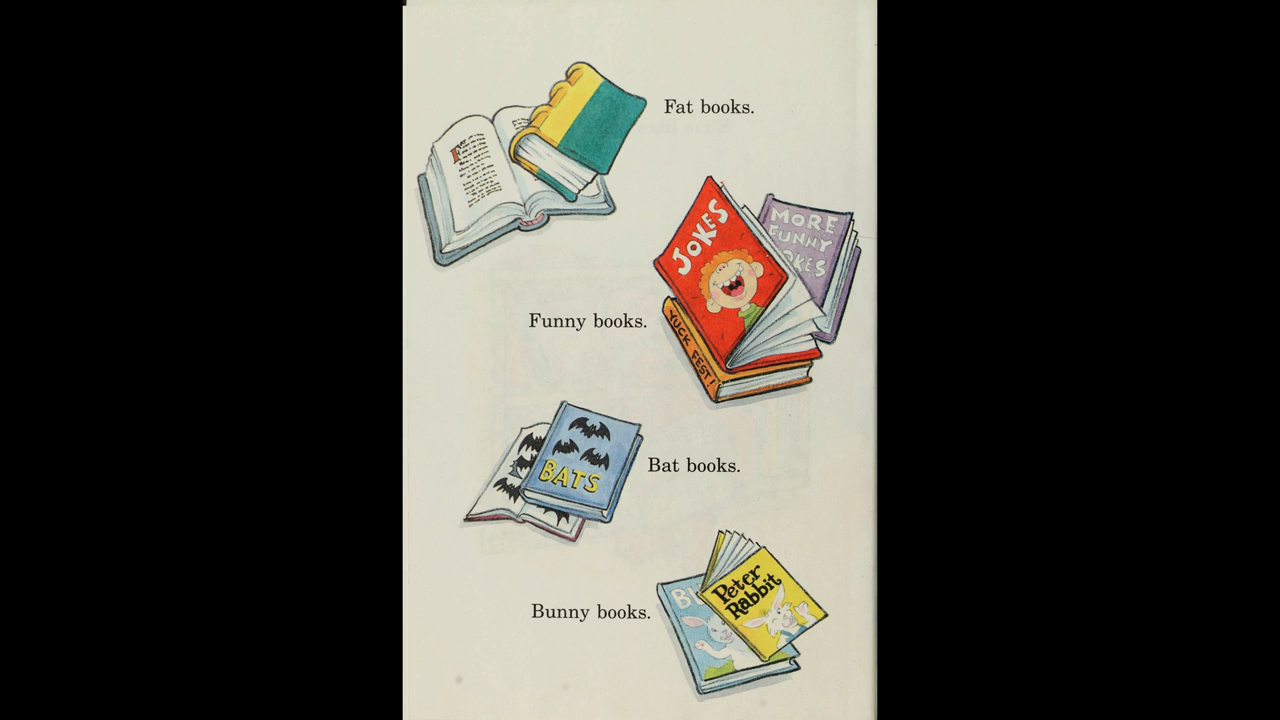 Fat books.
JOKES
MORE
FUNNY
JOKES
Funny books.
YUCK FEST!
BATS
Bat books.
Peter
Rabbit
Bunny books.